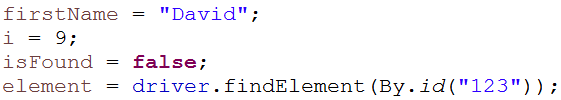 firstName = "David";
i = 9;
isFound = false;
element = driver.findElement(By.id("123"));